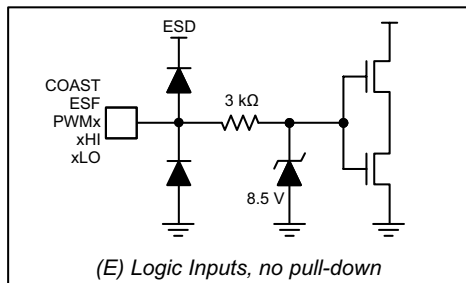 ESD
COAST
ESF
PWMx
xHI
xLO
3 kΩ
8.5 V
(E) Logic Inputs, no pull-down